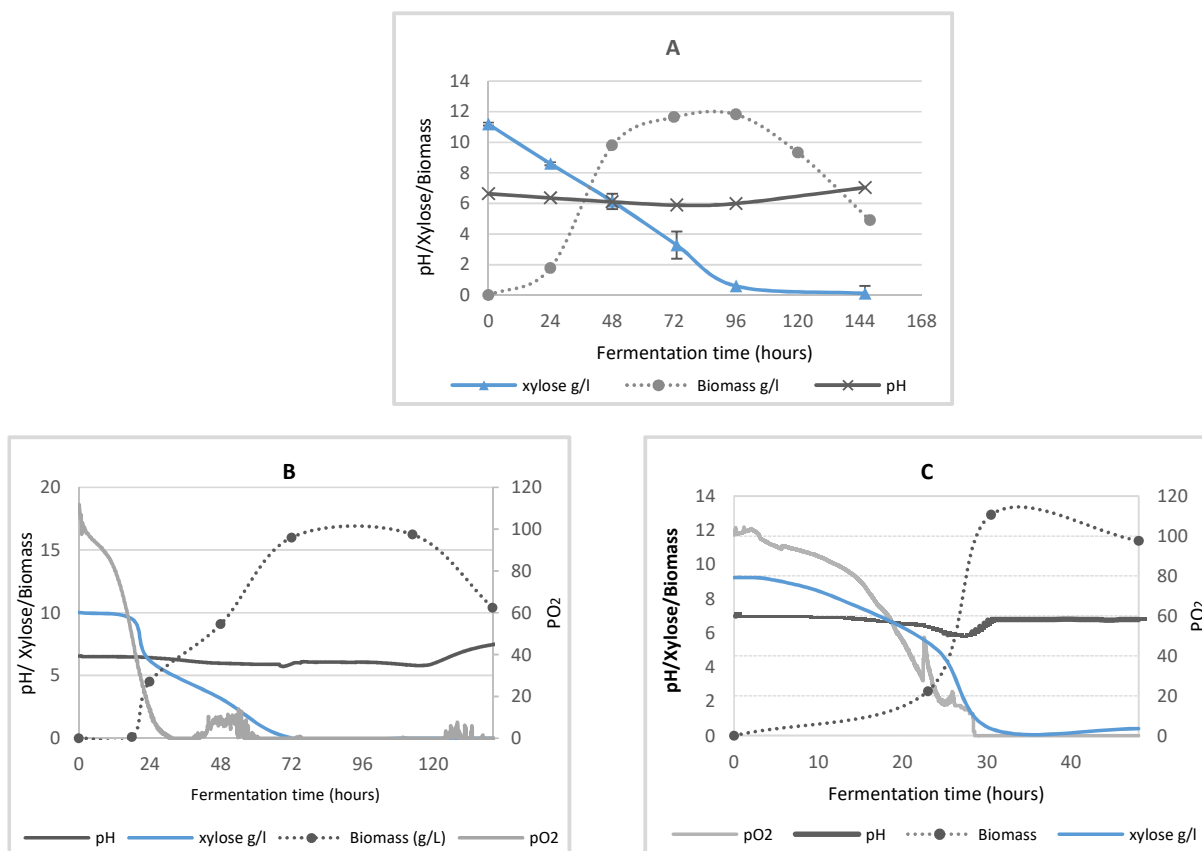 A
pH/Xylose/Biomass
14
12
10
8
6
4
2
0
0 24 48 72 96 120 144 168
Fermentation time (hours)
xylose g/l Biomass g/l pH
B
pH/ Xylose/Biomass
20
15
10
5
0
120
100
80
60
40
20
0
PO2
0 24 48 72 96 120
Fermentation time (hours)
pH xylose g/l Biomass (g/L) pO2
C
pH/Xylose/Biomass
14
12
10
8
6
4
2
0
120
100
80
60
40
20
0
PO2
0 10 20 30 40
Fermentation time (hours)
pO2 pH Biomass xylose g/l